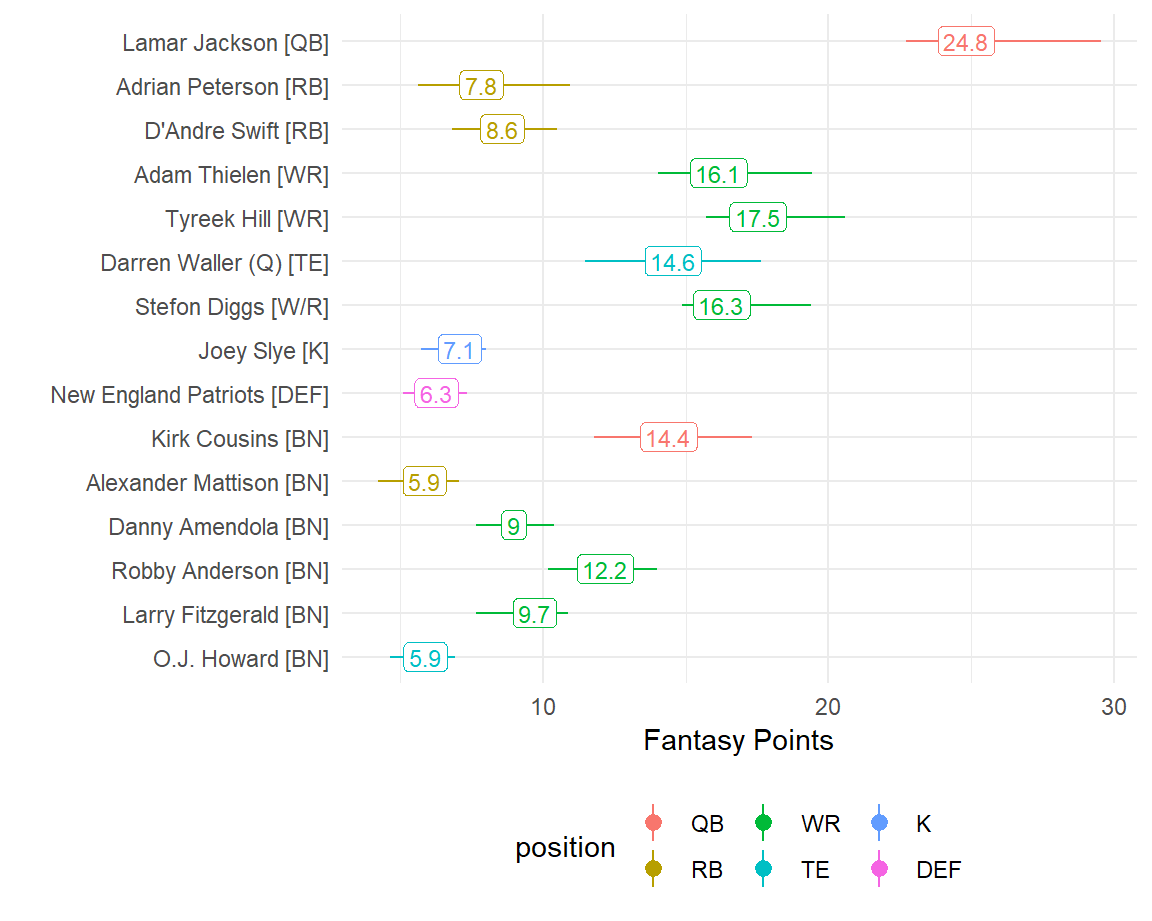 Lamar Jackson [QB] 24.8
Adrian Peterson [RB] 7.8
D'Andre Swift [RB] 8.6
Adam Thielen [WR] 16.1
Tyreek Hill [WR] 17.5
Darren Waller (Q) [TE] 14.6
Stefon Diggs [W/R] 16.3
Joey Slye [K] 7.1
New England Patriots [DEF] 6.3
Kirk Cousins [BN] 14.4
Alexander Mattison [BN] 5.9
Danny Amendola [BN] 9
Robby Anderson [BN] 12.2
Larry Fitzgerald [BN] 9.7
O.J. Howard [BN] 5.9
10 20 30
Fantasy Points
position
QB WR K
RB TE DEF